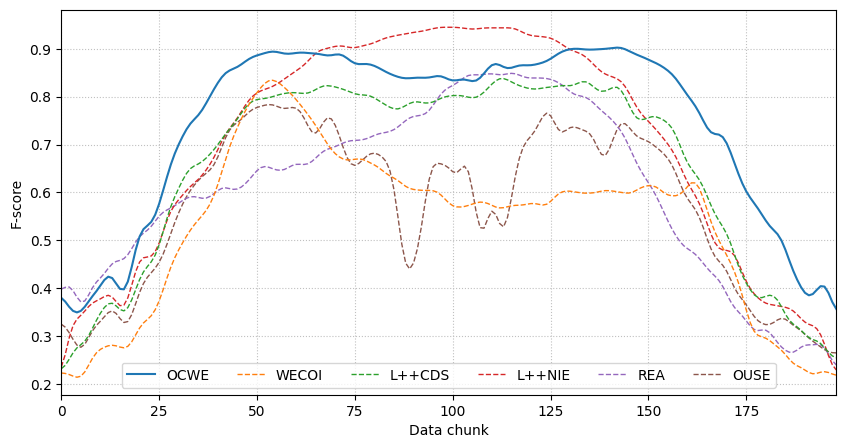 F-score
0.9
0.8
0.7
0.6
0.5
0.4
0.3
0.2
OCWE WECOI L++CDS L++NIE REA OUSE
0 25 50 75 100 125 150 175
Data chunk